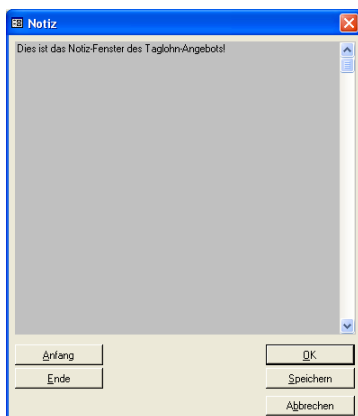 Notiz
Dies ist das Notiz-Fenster des Taglohn-Angebots!
Anfang
OK
Ende
Speichern
Abbrechen